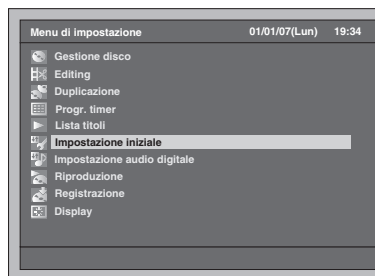 Menu di impostazione 01/01/07(Lun) 19:34
Gestione disco
Editing
Duplicazione
Progr. timer
Lista titoli
Impostazione iniziale
Impostazione audio digitale
Riproduzione
Registrazione
Display